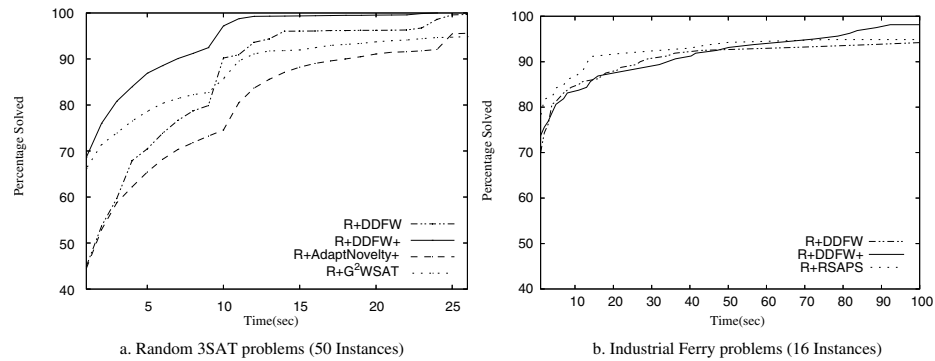 Percentage Solved
100
90
80
70
60
50
40
5
10
15
20
25
Time(sec)
R+DDFW
R+DDFW+
R+AdaptNovelty+
R+G²WSAT
a. Random 3SAT problems (50 Instances)
Percentage Solved
100
90
80
70
60
50
40
10
20
30
40
50
60
70
80
90
100
Time(sec)
R+DDFW
R+DDFW+
R+RSAPS
b. Industrial Ferry problems (16 Instances)